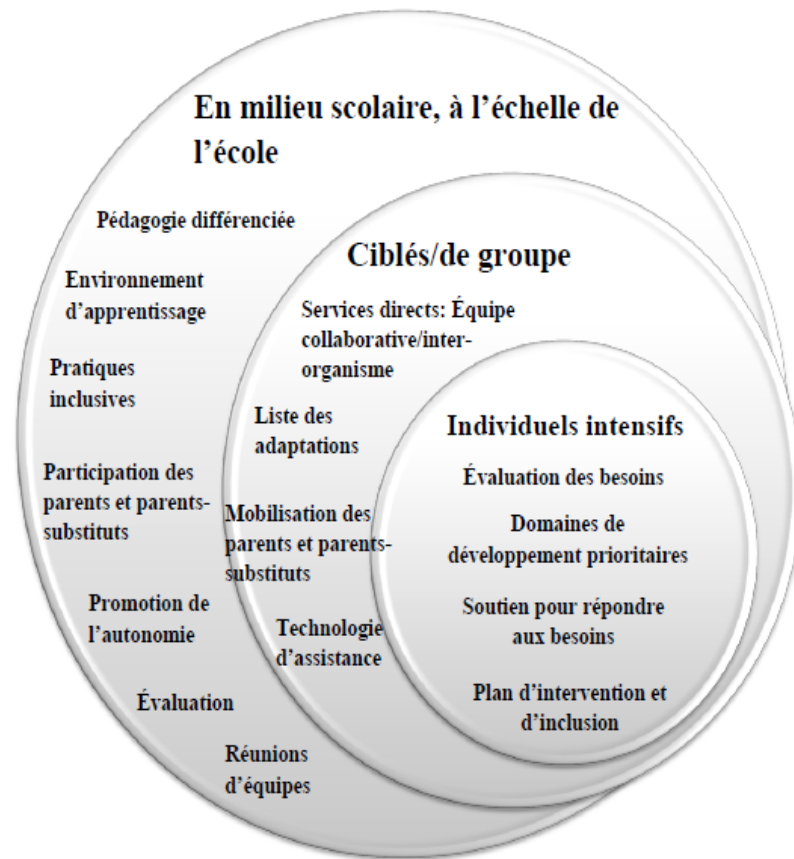 En milieu scolaire, à l’échelle de
l’école
Pédagogie différenciée
Environnement
d’apprentissage
Pratiques
inclusives
Participation des
parents et parents-
substituts
Promotion de
l’autonomie
Évaluation
Réunions
d’équipes
Ciblés/de groupe
Services directs: Équipe
collaborative/inter-
organisme
Liste des
adaptations
Mobilisation des
parents et parents-
substituts
Technologie
d’assistance
Individuels intensifs
Évaluation des besoins
Domaines de
développement prioritaires
Soutien pour répondre
aux besoins
Plan d’intervention et
d’inclusion